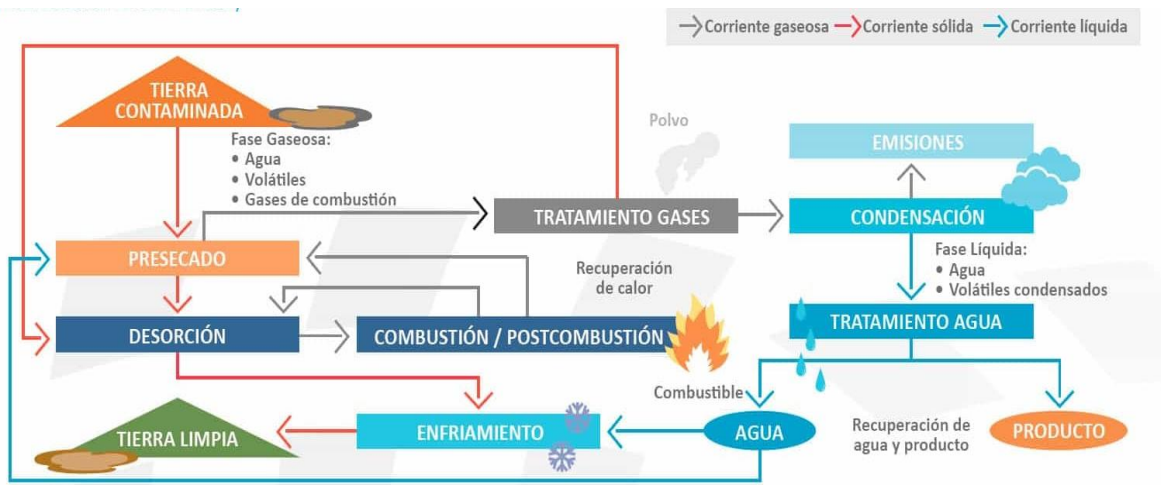 Corriente gaseosa
Corriente sólida
Corriente líquida
TIERRA
CONTAMINADA
Fase Gaseosa:
• Agua
• Volátiles
• Gases de combustión
Polvo
EMISIONES
TRATAMIENTO GASES
CONDENSACIÓN
PRESECADO
Recuperación
de calor
Fase Líquida:
• Agua
• Volátiles condensados
DESORCIÓN
COMBUSTIÓN / POSTCOMBUSTIÓN
TRATAMIENTO AGUA
Combustible
TIERRA LIMPIA
ENFRIAMIENTO
AGUA
Recuperación de
agua y producto
PRODUCTO